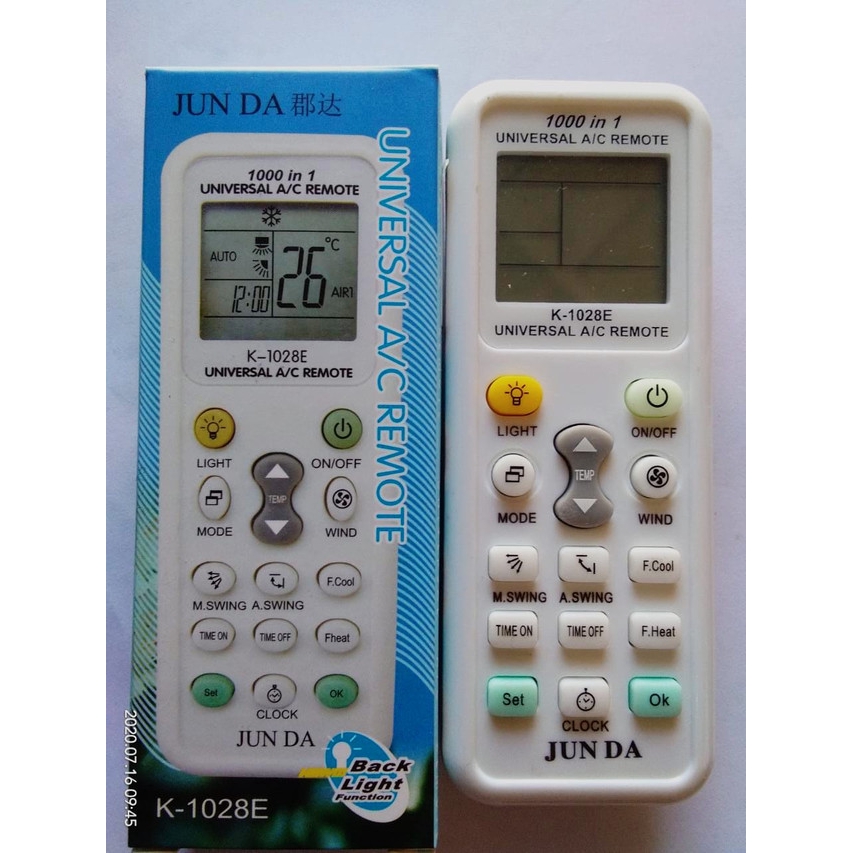 JUN DA 郡达
UNIVERSAL A/C REMOTE
1000 in 1
UNIVERSAL A/C REMOTE
AUTO
26 °C
12:00
AIR1
K-1028E
UNIVERSAL A/C REMOTE
LIGHT
ON/OFF
TEMP
MODE
WIND
F.Cool
M.SWING A.SWING
TIME ON TIME OFF Fheat
Set OK
CLOCK
JUN DA
Back
Light
Function
K-1028E
1000 in 1
UNIVERSAL A/C REMOTE
K-1028E
UNIVERSAL A/C REMOTE
LIGHT
ON/OFF
TEMP
MODE
WIND
F.Cool
M.SWING A.SWING
TIME ON TIME OFF F.Heat
Set Ok
CLOCK
JUN DA
2020.07.16 09:45